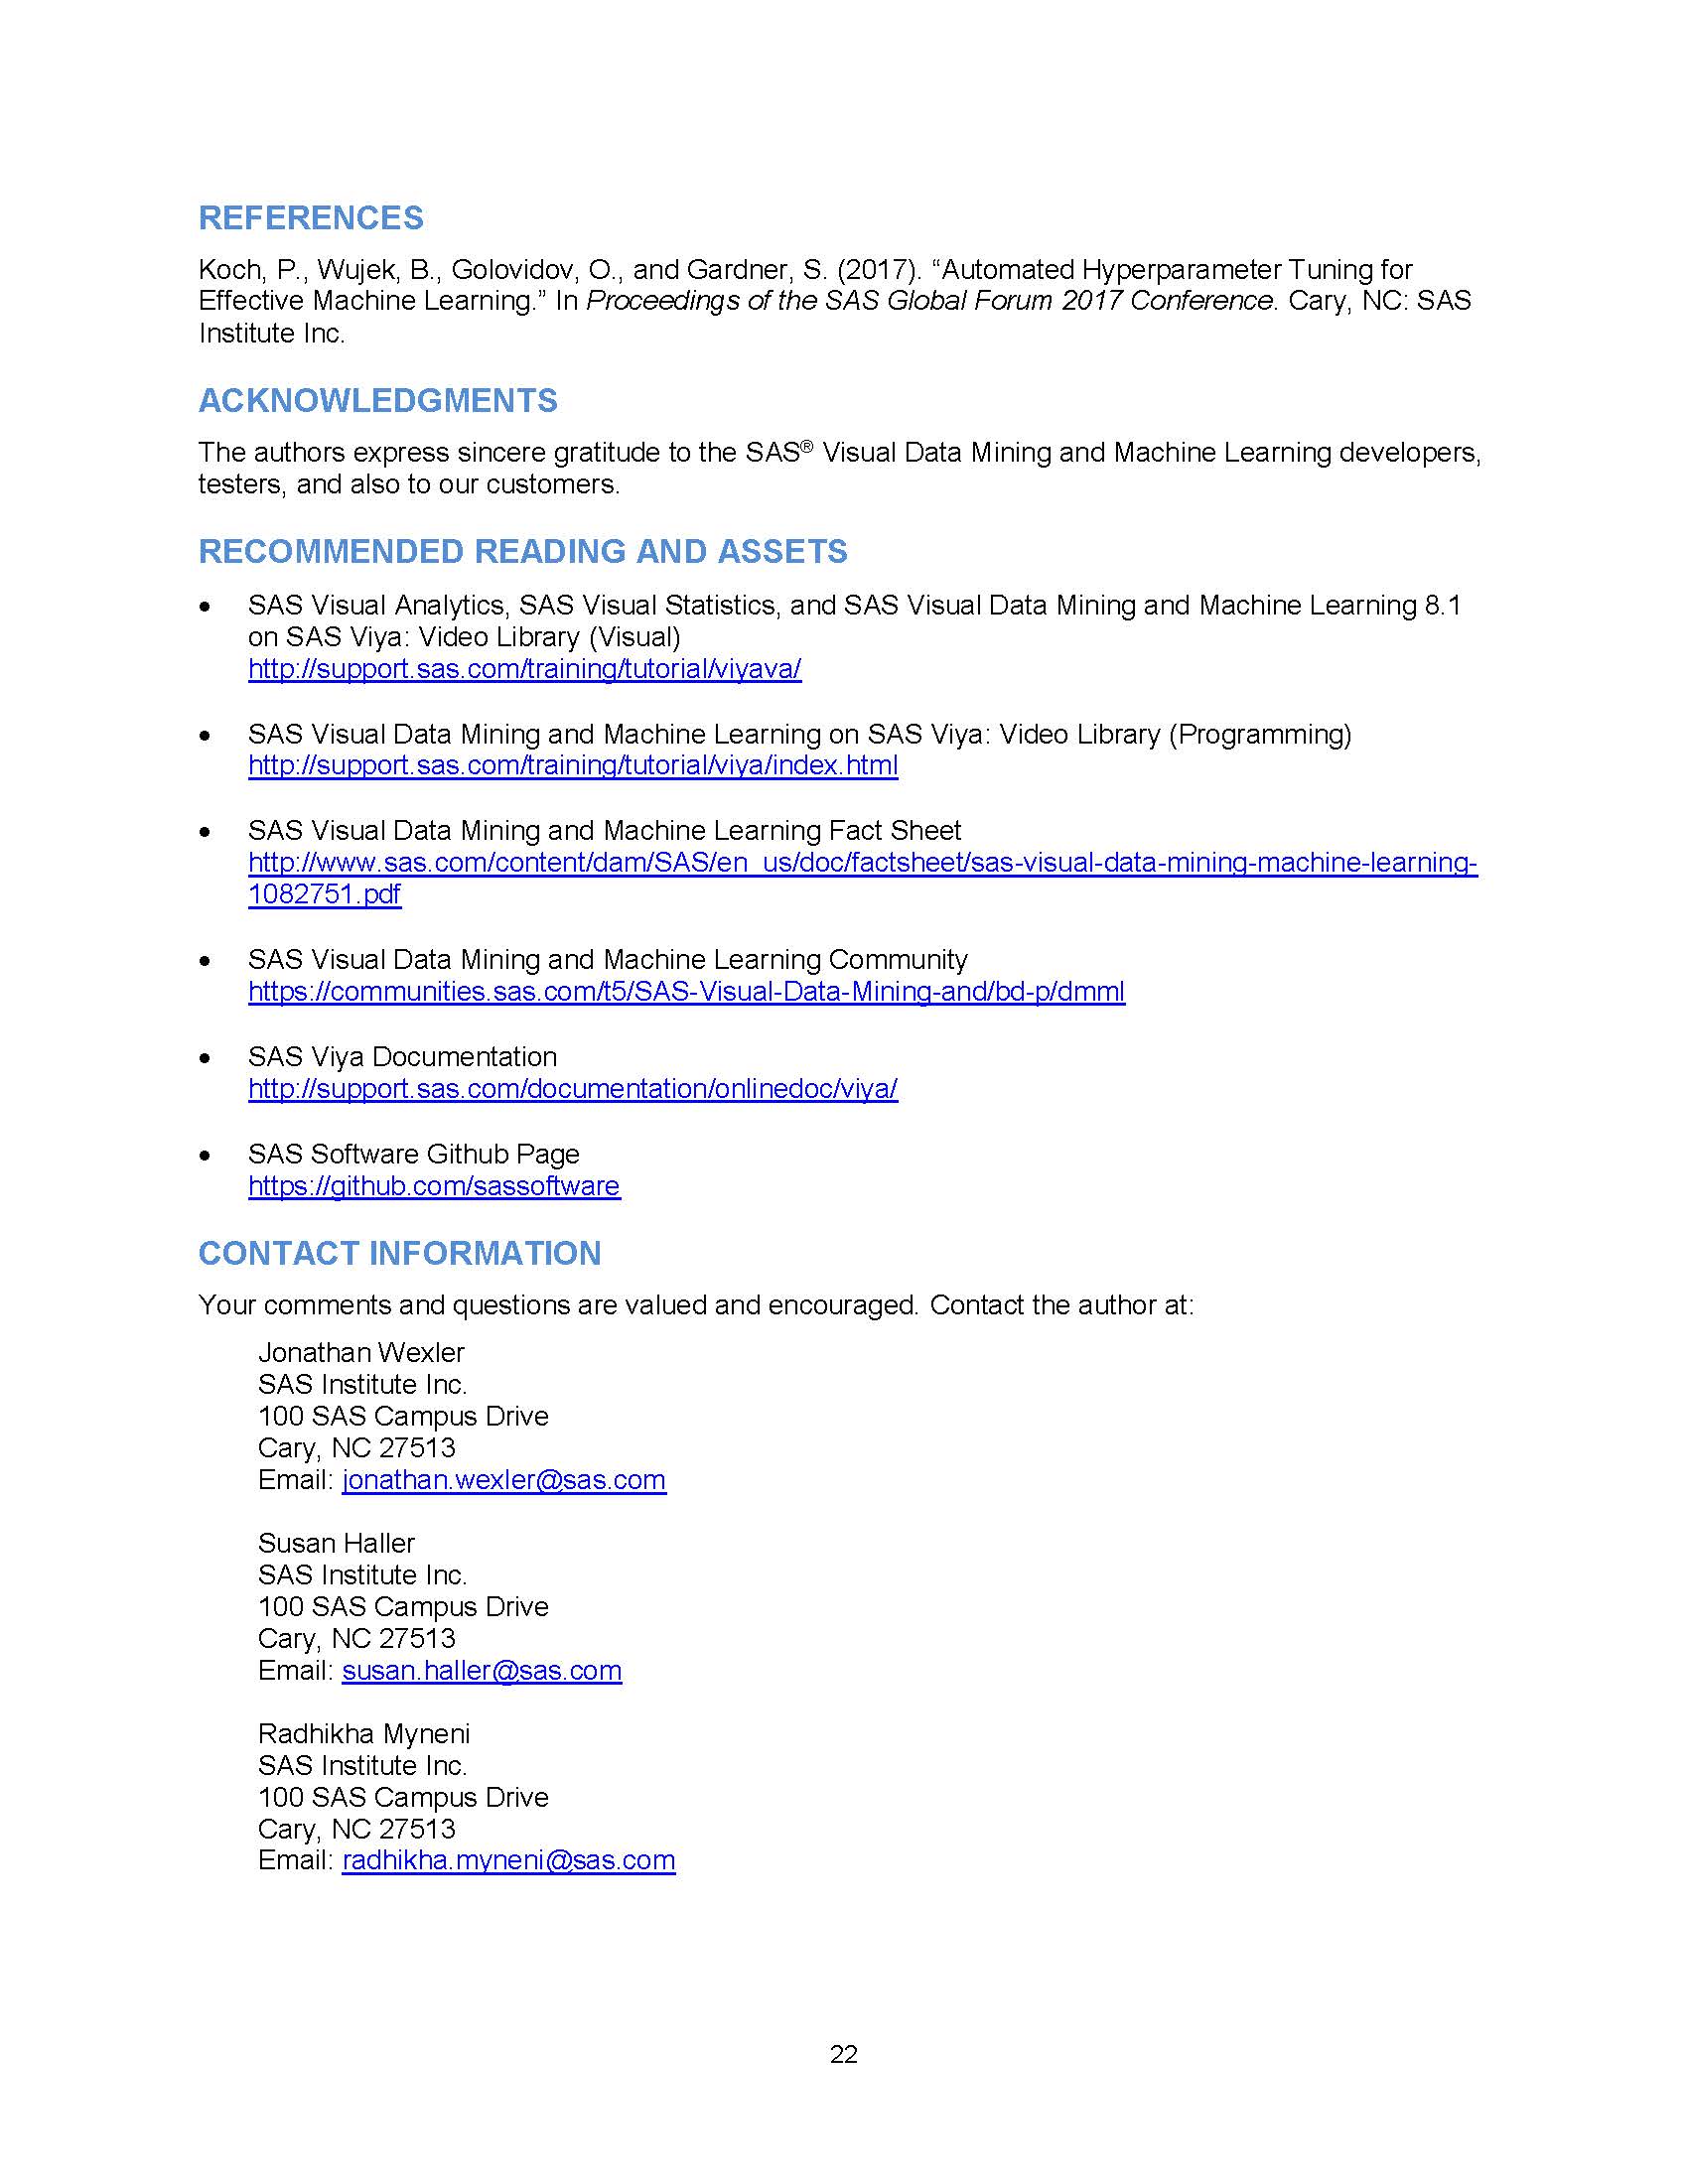 REFERENCES
Koch, P., Wujek, B., Golovidov, O., and Gardner, S. (2017). “Automated Hyperparameter Tuning for
Effective Machine Learning.” In Proceedings of the SAS Global Forum 2017 Conference. Cary, NC: SAS
Institute Inc.
ACKNOWLEDGMENTS
The authors express sincere gratitude to the SAS® Visual Data Mining and Machine Learning developers,
testers, and also to our customers.
RECOMMENDED READING AND ASSETS
• SAS Visual Analytics, SAS Visual Statistics, and SAS Visual Data Mining and Machine Learning 8.1
on SAS Viya: Video Library (Visual)
http://support.sas.com/training/tutorial/viyava/
• SAS Visual Data Mining and Machine Learning on SAS Viya: Video Library (Programming)
http://support.sas.com/training/tutorial/viya/index.html
• SAS Visual Data Mining and Machine Learning Fact Sheet
http://www.sas.com/content/dam/SAS/en_us/doc/factsheet/sas-visual-data-mining-machine-learning-
1082751.pdf
• SAS Visual Data Mining and Machine Learning Community
https://communities.sas.com/t5/SAS-Visual-Data-Mining-and/bd-p/dmml
• SAS Viya Documentation
http://support.sas.com/documentation/onlinedoc/viya/
• SAS Software Github Page
https://github.com/sassoftware
CONTACT INFORMATION
Your comments and questions are valued and encouraged. Contact the author at:
Jonathan Wexler
SAS Institute Inc.
100 SAS Campus Drive
Cary, NC 27513
Email: jonathan.wexler@sas.com
Susan Haller
SAS Institute Inc.
100 SAS Campus Drive
Cary, NC 27513
Email: susan.haller@sas.com
Radhikha Myneni
SAS Institute Inc.
100 SAS Campus Drive
Cary, NC 27513
Email: radhikha.myneni@sas.com
22